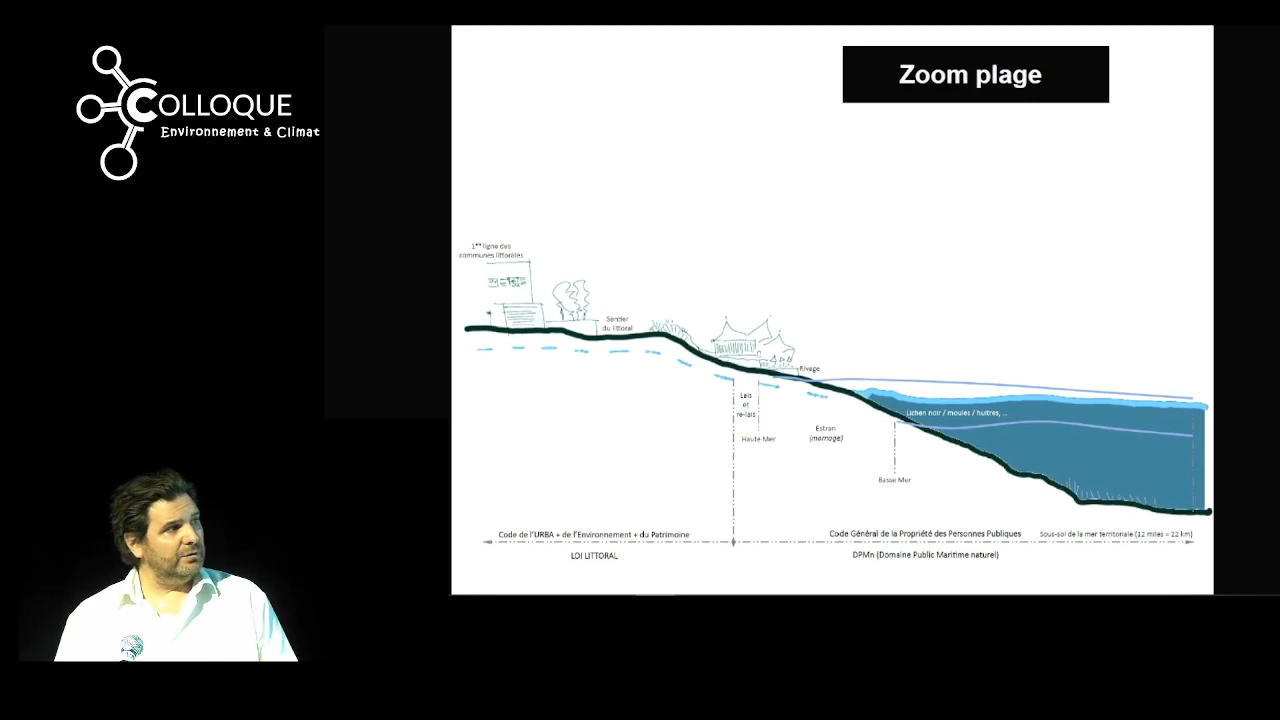 COLLOQUE
Environnement & Climat
Zoom plage
1ère ligne des
communes littorales
Sentier
du littoral
Rivage
Lais
et
re-lais
Haute Mer
Estran
(marnage)
Lichen noir / moules / huitres, ...
Basse Mer
Code de l'URBA + de l'Environnement + du Patrimoine
LOI LITTORAL
Code Général de la Propriété des Personnes Publiques
Sous-sol de la mer territoriale (12 miles = 22 km)
DPMn (Domaine Public Maritime naturel)